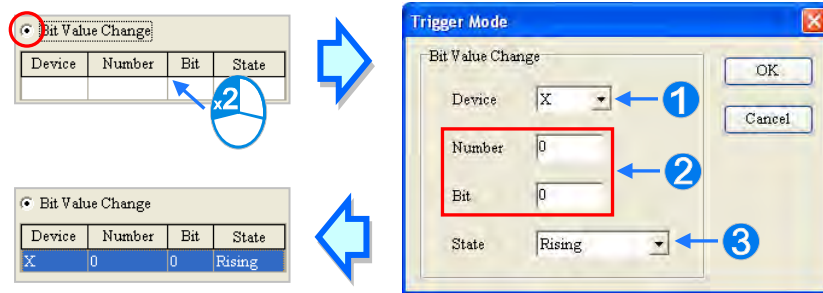 Bit Value Change
Device Number Bit State
x2
Trigger Mode
Bit Value Change
Device X 1
Number 0
2
Bit 0
State Rising 3
OK
Cancel
Bit Value Change
Device Number Bit State
X 0 0 Rising